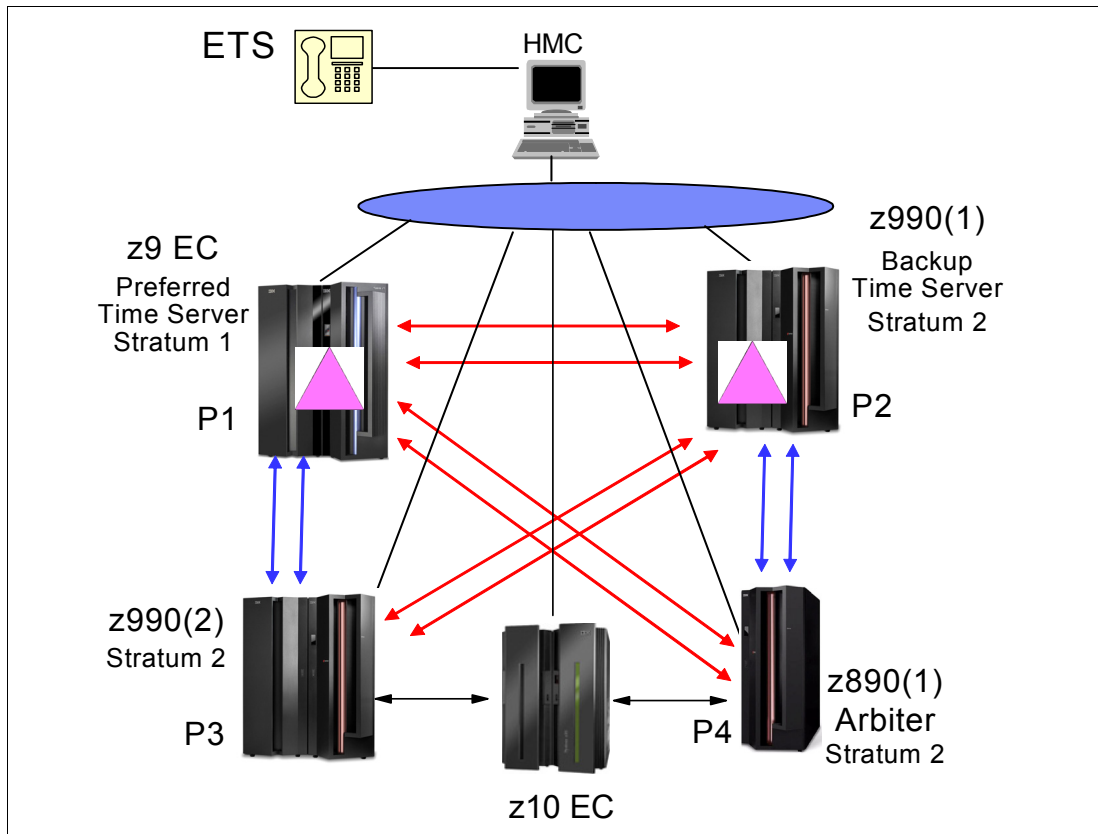 ETS
HMC
z9 EC
Preferred
Time Server
Stratum 1
P1
z990(1)
Backup
Time Server
Stratum 2
P2
z990(2)
Stratum 2
P3
z10 EC
P4
z890(1)
Arbiter
Stratum 2